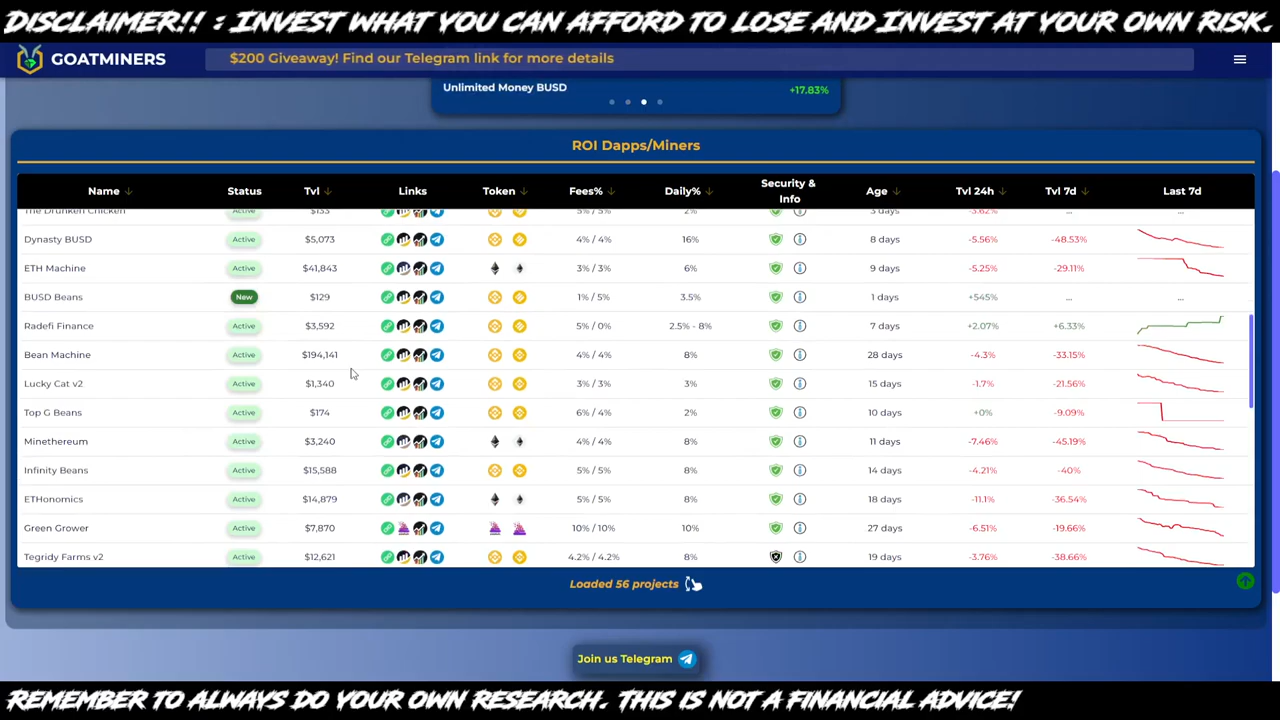 DISCLAIMER!! : INVEST WHAT YOU CAN AFFORD TO LOSE AND INVEST AT YOUR OWN RISK.
GOATMINERS $200 Giveaway! Find our Telegram link for more details
Unlimited Money BUSD +17.83%
ROI Dapps/Miners
Name Status Tvl Links Token Fees% Daily% Security & Info Age Tvl 24h Tvl 7d Last 7d
The Drunken Chicken Active $133 5% / 5% 2% 3 days -3.62% ... ...
Dynasty BUSD Active $5,073 4% / 4% 16% 8 days -5.56% -48.53%
ETH Machine Active $41,843 3% / 3% 6% 9 days -5.25% -29.11%
BUSD Beans New $129 1% / 5% 3.5% 1 days +545% ... ...
Radefi Finance Active $3,592 5% / 0% 2.5% - 8% 7 days +2.07% +6.33%
Bean Machine Active $194,141 4% / 4% 8% 28 days -4.3% -33.15%
Lucky Cat v2 Active $1,340 3% / 3% 3% 15 days -1.7% -21.56%
Top G Beans Active $174 6% / 4% 2% 10 days +0% -9.09%
Minethereum Active $3,240 4% / 4% 8% 11 days -7.46% -45.19%
Infinity Beans Active $15,588 5% / 5% 8% 14 days -4.21% -40%
ETHonomics Active $14,879 5% / 5% 8% 18 days -11.1% -36.54%
Green Grower Active $7,870 10% / 10% 10% 27 days -6.51% -19.66%
Tegridy Farms v2 Active $12,621 4.2% / 4.2% 8% 19 days -3.76% -38.66%
Loaded 56 projects
Join us Telegram
REMEMBER TO ALWAYS DO YOUR OWN RESEARCH. THIS IS NOT A FINANCIAL ADVICE!